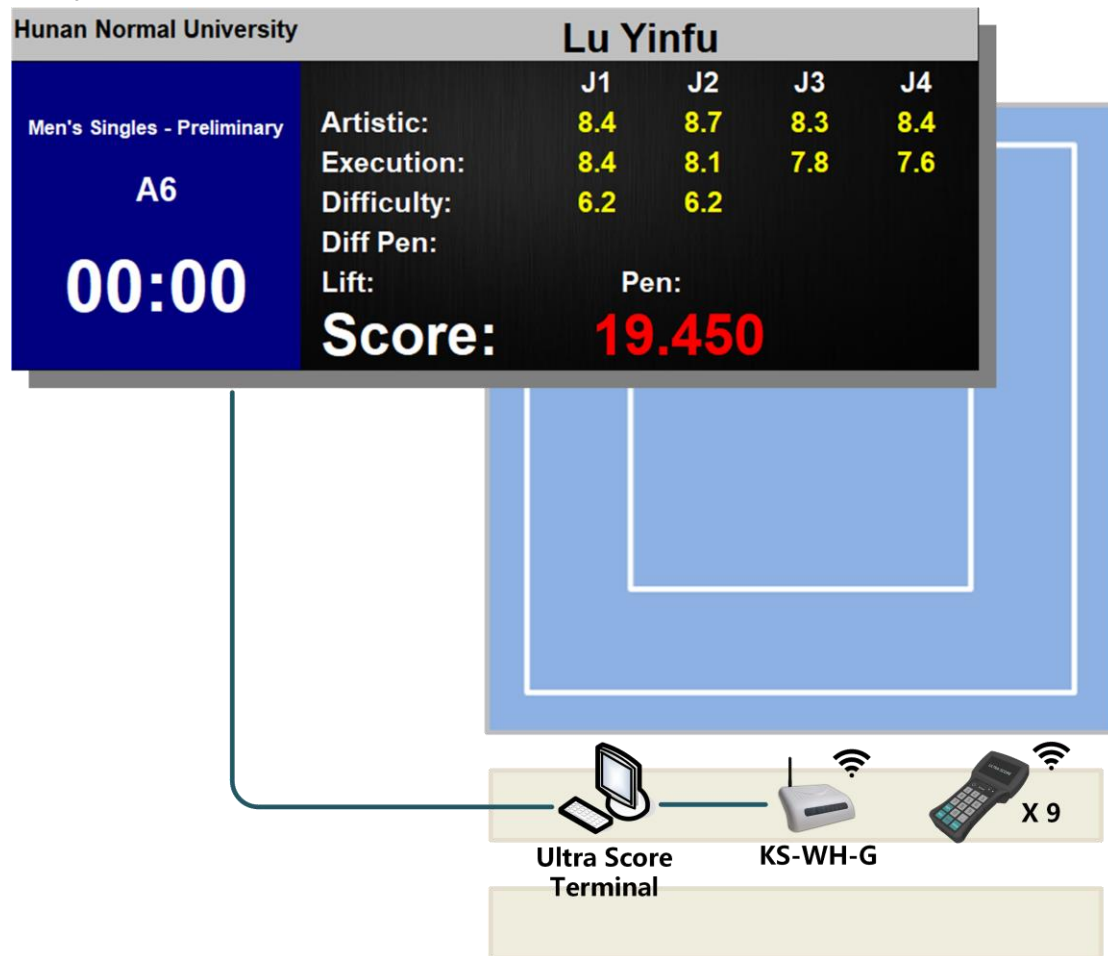 Hunan Normal University
Lu Yinfu
J1 J2 J3 J4
Men's Singles - Preliminary
Artistic: 8.4 8.7 8.3 8.4
Execution: 8.4 8.1 7.8 7.6
A6
Difficulty: 6.2 6.2
Diff Pen:
00:00
Lift: Pen:
Score: 19.450
X 9
Ultra Score
Terminal
KS-WH-G